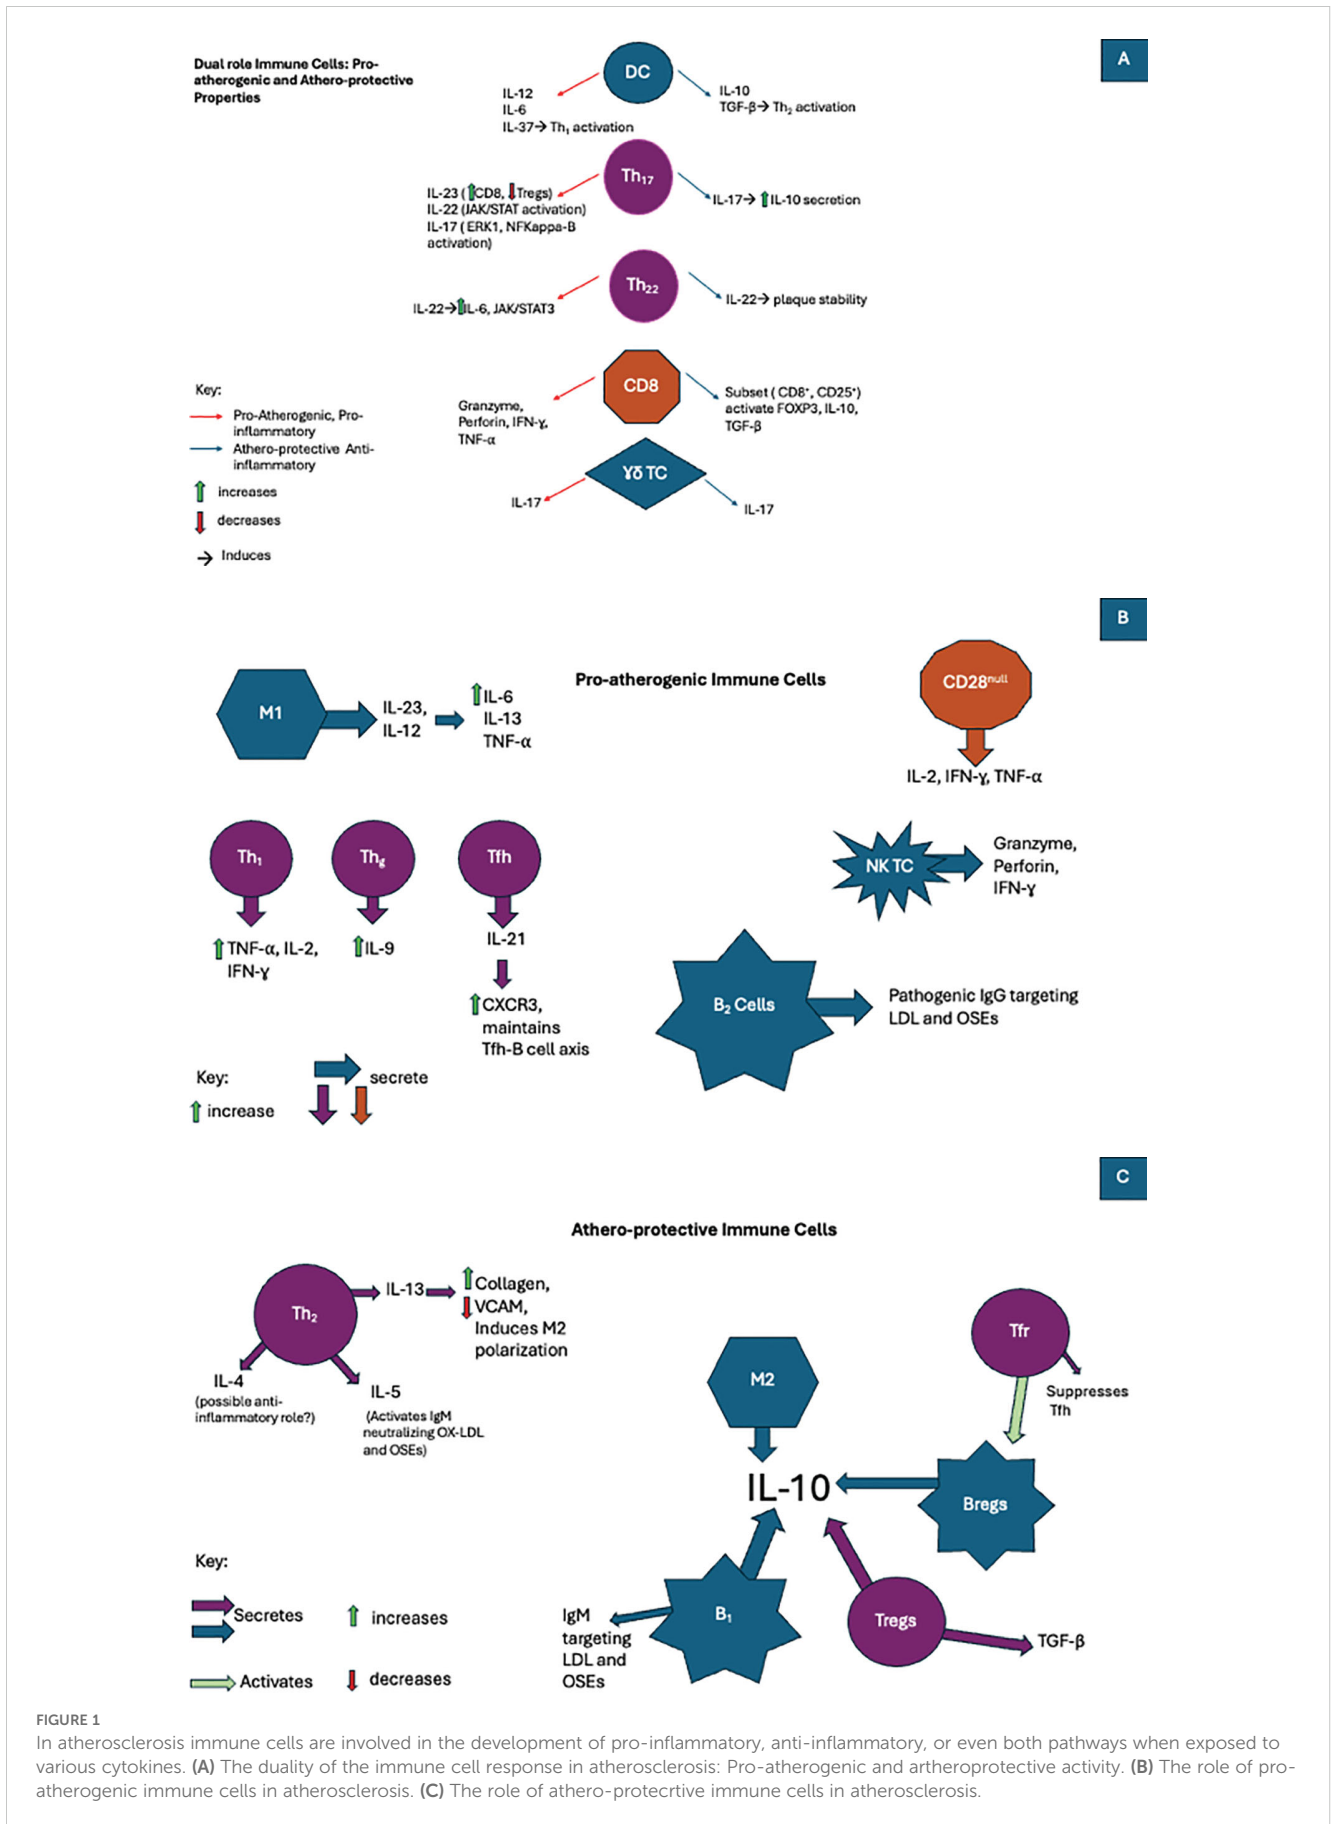 Dual role Immune Cells: Pro-
atherogenic and Athero-protective
Properties
A
DC
IL-12
IL-6
IL-37→ Th₁ activation
IL-10
TGF-β→ Th₂ activation
Th₁₇
IL-23 (↑CD8, ↓Tregs)
IL-22 (JAK/STAT activation)
IL-17 ( ERK1, NFKappa-B
activation)
IL-17→ ↑IL-10 secretion
Th₂₂
IL-22→↑IL-6, JAK/STAT3
IL-22→ plaque stability
CD8
Granzyme,
Perforin, IFN-ɣ,
TNF-α
Subset ( CD8⁺, CD25⁺)
activate FOXP3, IL-10,
TGF-β
Ɣδ TC
IL-17
IL-17
Key:
Pro-Atherogenic, Pro-
inflammatory
Athero-protective Anti-
inflammatory
↑ increases
↓ decreases
→ Induces
B
Pro-atherogenic Immune Cells
M1
IL-23,
IL-12
↑IL-6
IL-13
TNF-α
CD28ⁿᵘˡˡ
IL-2, IFN-ɣ, TNF-α
Th₁
↑TNF-α, IL-2,
IFN-ɣ
Th₉
↑IL-9
Tfh
IL-21
↑CXCR3,
maintains
Tfh-B cell axis
NK TC
Granzyme,
Perforin,
IFN-ɣ
B₂ Cells
Pathogenic IgG targeting
LDL and OSEs
Key:
↑ increase
secrete
C
Athero-protective Immune Cells
Th₂
IL-13
↑Collagen,
↓VCAM,
Induces M2
polarization
IL-4
(possible anti-
inflammatory role?)
IL-5
(Activates IgM
neutralizing OX-LDL
and OSEs)
M2
Tfr
Suppresses
Tfh
IL-10
Bregs
B₁
IgM
targeting
LDL and
OSEs
Tregs
TGF-β
Key:
Secretes
↑ increases
Activates
↓ decreases
FIGURE 1
In atherosclerosis immune cells are involved in the development of pro-inflammatory, anti-inflammatory, or even both pathways when exposed to
various cytokines. (A) The duality of the immune cell response in atherosclerosis: Pro-atherogenic and artheroprotective activity. (B) The role of pro-
atherogenic immune cells in atherosclerosis. (C) The role of athero-protecrtive immune cells in atherosclerosis.